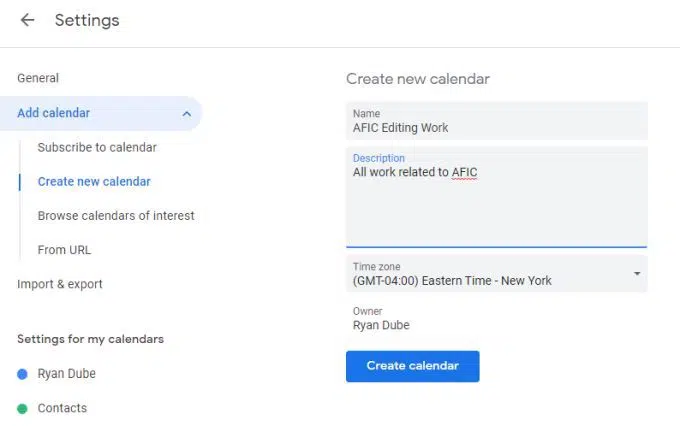 Settings
General
Add calendar
Subscribe to calendar
Create new calendar
Browse calendars of interest
From URL
Import & export
Settings for my calendars
Ryan Dube
Contacts
Create new calendar
Name
AFIC Editing Work
Description
All work related to AFIC
Time zone
(GMT-04:00) Eastern Time - New York
Owner
Ryan Dube
Create calendar